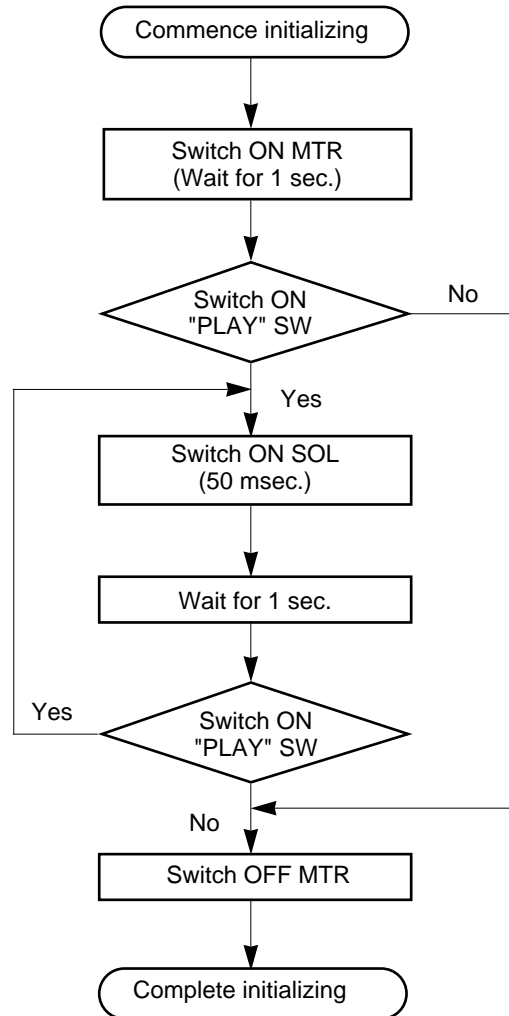 Commence initializing
Switch ON MTR
(Wait for 1 sec.)
Switch ON
"PLAY" SW
No
Yes
Switch ON SOL
(50 msec.)
Wait for 1 sec.
Yes
Switch ON
"PLAY" SW
No
Switch OFF MTR
Complete initializing